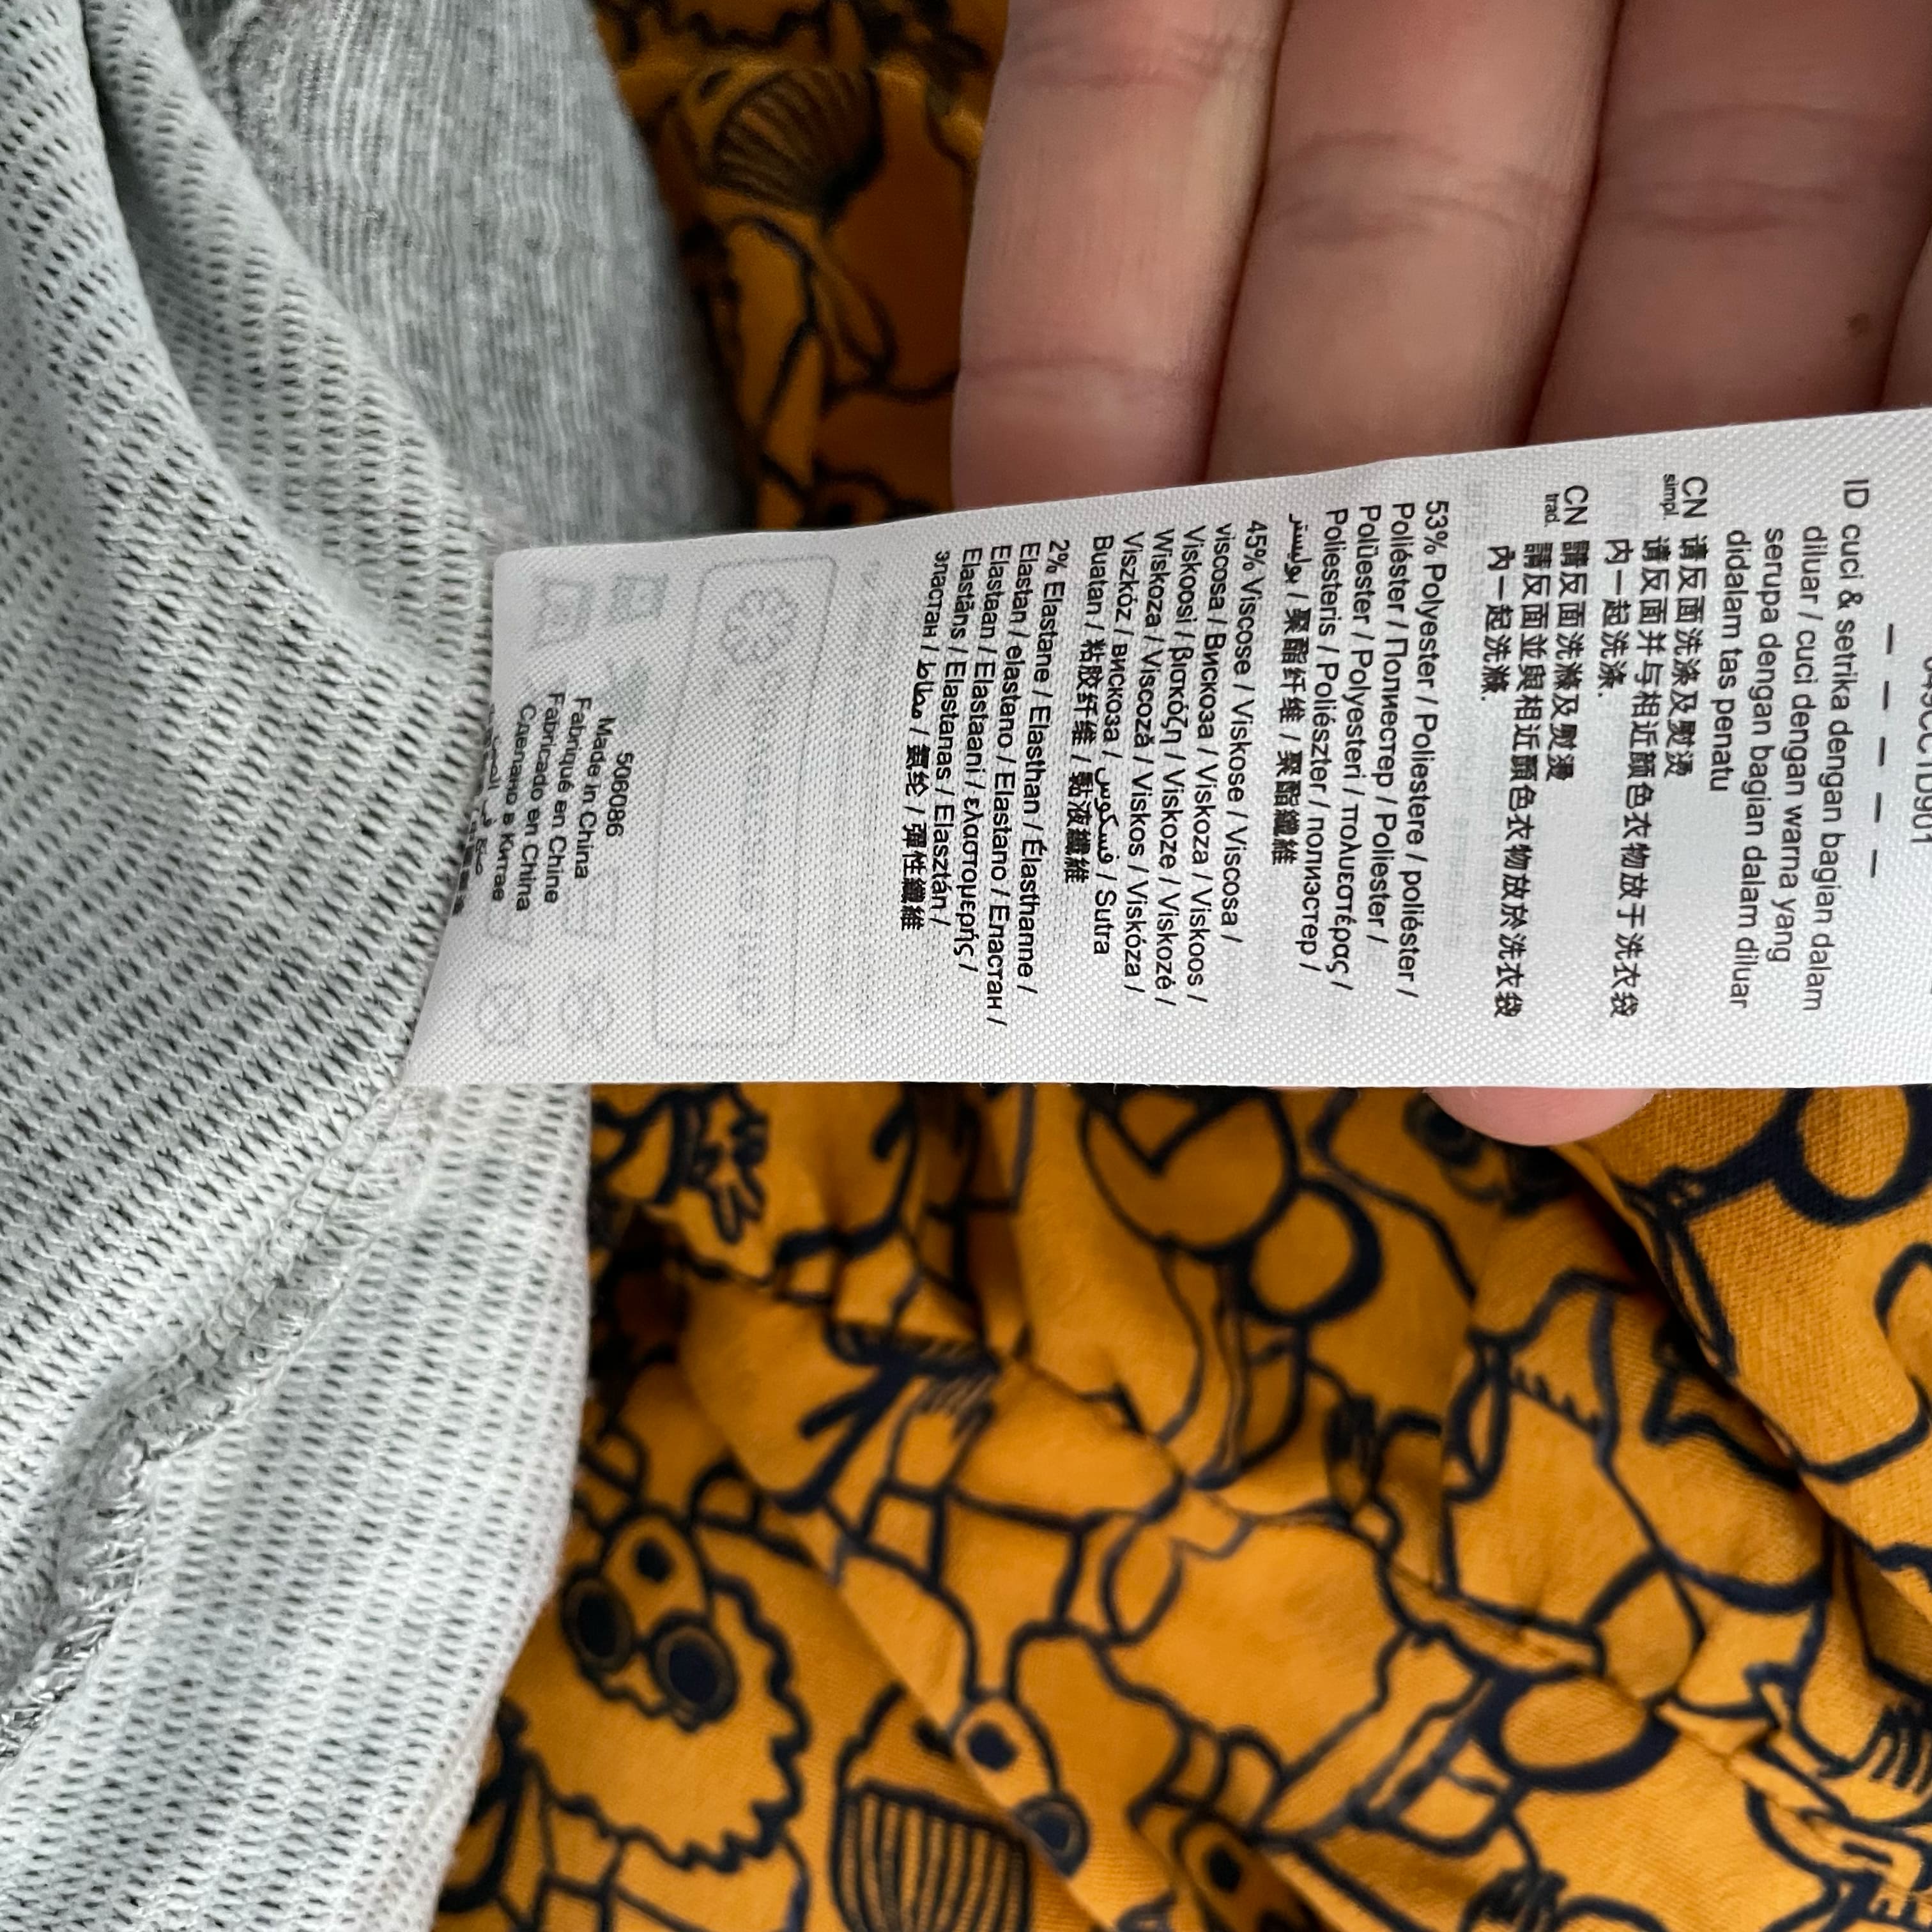 ID cuci & setrika dengan bagian dalam
diluar / cuci dengan warna yang
serupa dengan bagian dalam diluar
didalam tas penatu
CN 请反面洗涤及熨烫
simpl. 请反面并与相近颜色衣物放于洗衣袋
内一起洗涤.
CN 請反面洗滌及熨燙
trad. 請反面並與相近顏色衣物放於洗衣袋
內一起洗滌.
53% Polyester / Poliestere / poliéster /
Poliéster / Полиестер / Poliester /
Polüester / Polyesteri / πολυεστέρας /
Poliesteris / Poliészter / полиэстер /
بوليستر / 聚酯纤维 / 聚酯纖維
45% Viscose / Viskose / Viscosa /
viscosa / Вискоза / Viskoza / Viskoos /
Viskoosi / βισκόζη / Viskoze / Viskozė /
Wiskoza / Viscoză / Viskos / Viskóza /
Viszkóz / вискоза / فسكوس / Sutra
Buatan / 粘胶纤维 / 黏液纖維
2% Elastane / Elasthan / Élasthanne /
Elastan / elastano / Elastano / Еластан /
Elastaan / Elastaani / ελαστομερής /
Elastāns / Elastanas / Elasztán /
эластан / مطاط / 氨纶 / 彈性纖維
506086
Made in China
Fabriqué en Chine
Fabricado en China
Сделано в Китае